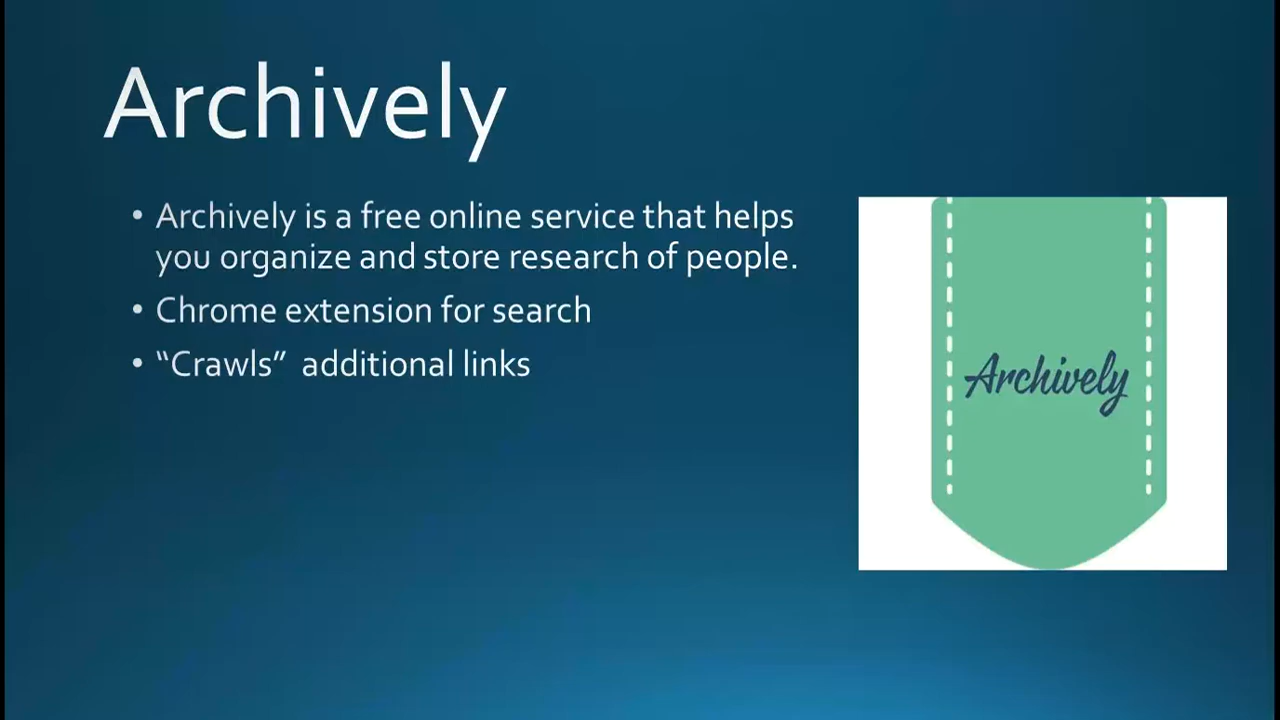 Archively
• Archively is a free online service that helps
you organize and store research of people.
• Chrome extension for search
• “Crawls”  additional links
Archively